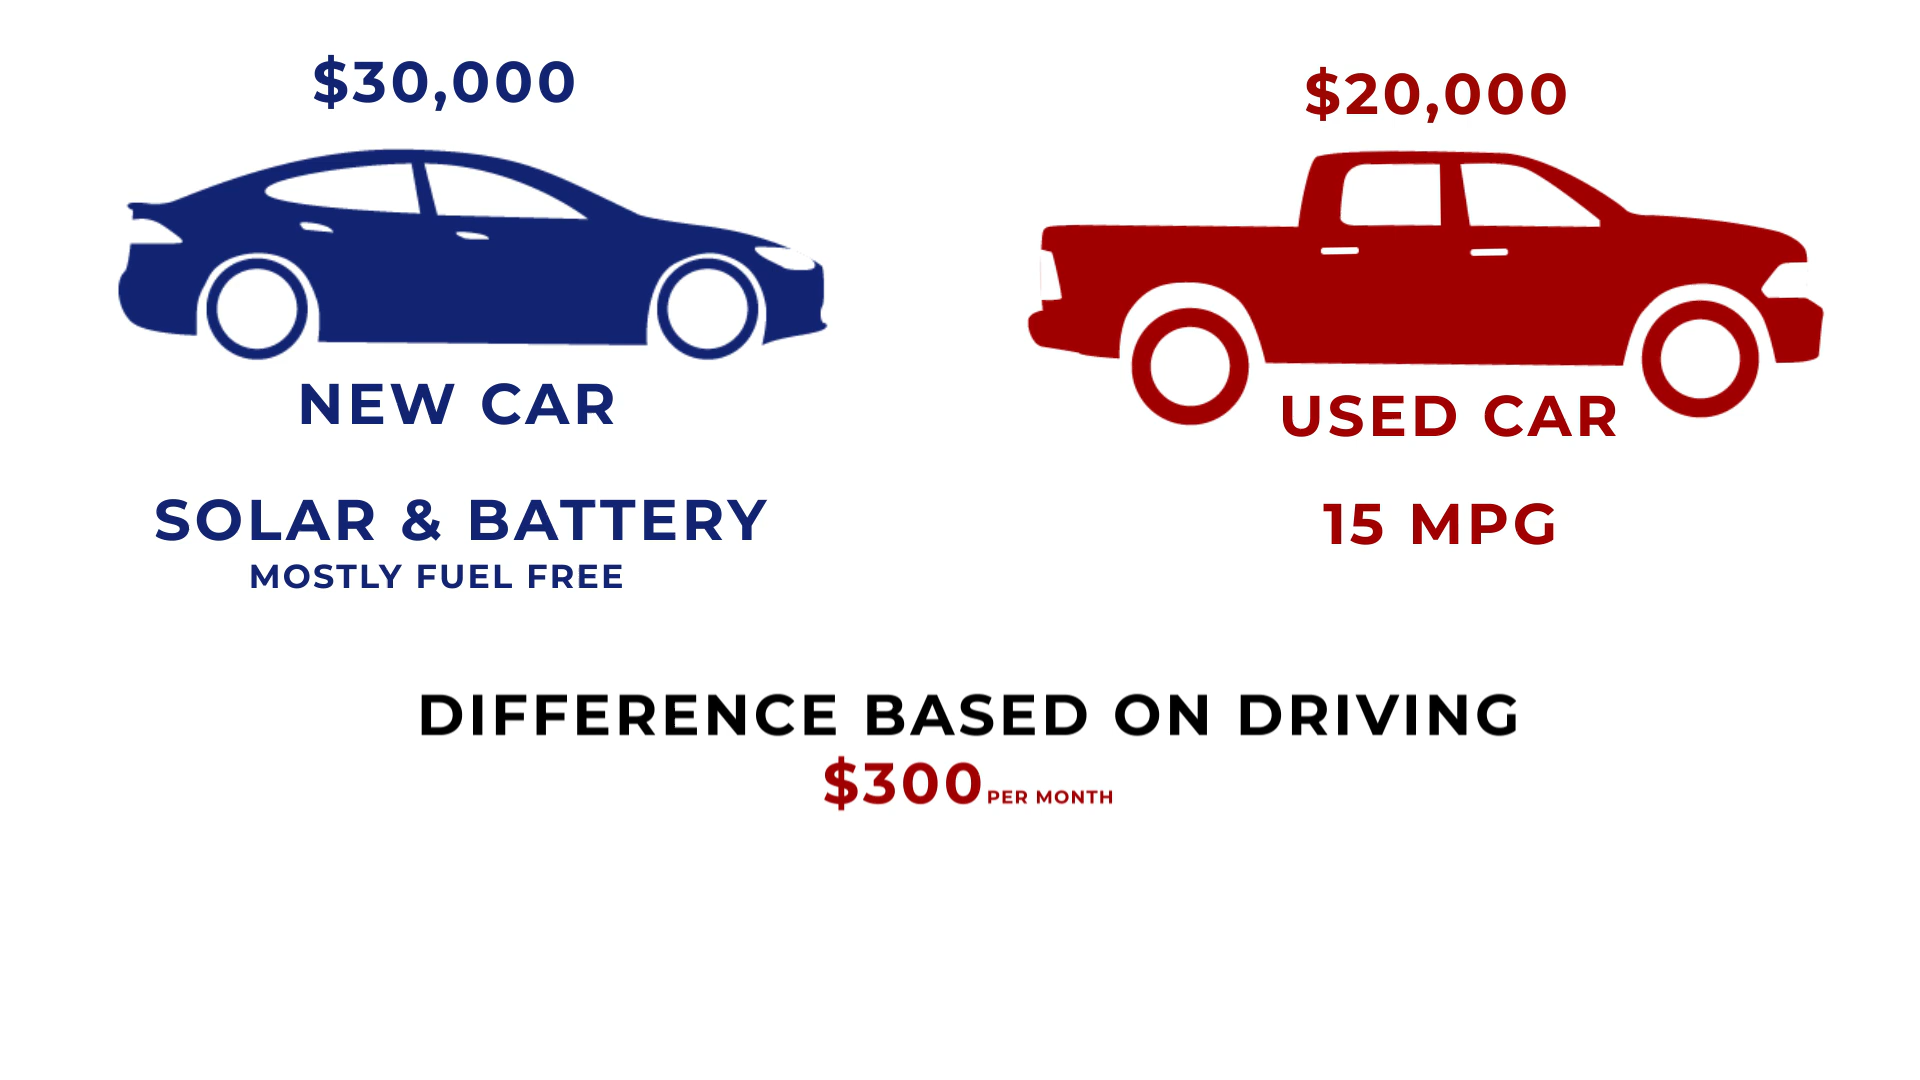 $30,000
NEW CAR
SOLAR & BATTERY
MOSTLY FUEL FREE
$20,000
USED CAR
15 MPG
DIFFERENCE BASED ON DRIVING
$300 PER MONTH